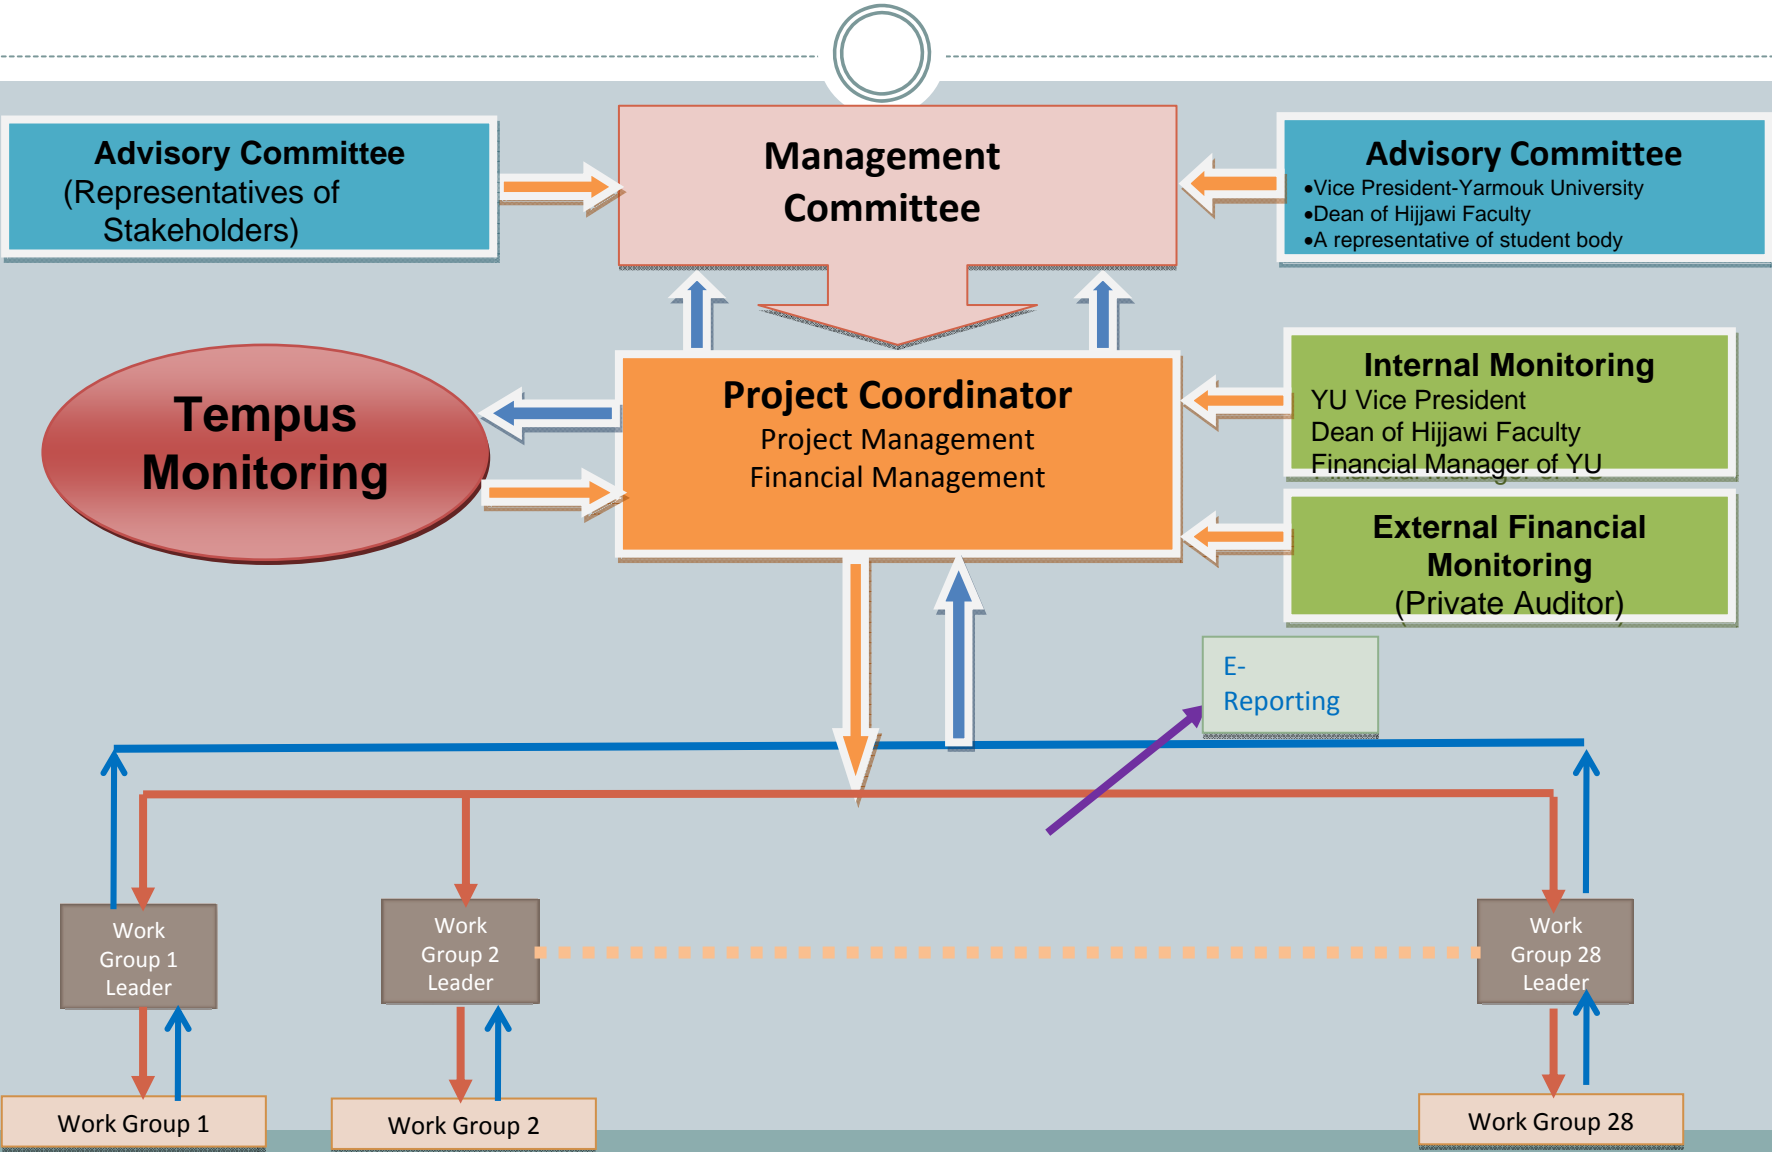 Advisory Committee
(Representatives of
Stakeholders)
Management
Committee
Advisory Committee
•Vice President-Yarmouk University
•Dean of Hijjawi Faculty
•A representative of student body
Tempus
Monitoring
Project Coordinator
Project Management
Financial Management
Internal Monitoring
YU Vice President
Dean of Hijjawi Faculty
Financial Manager of YU
External Financial
Monitoring
(Private Auditor)
E-
Reporting
Work
Group 1
Leader
Work
Group 2
Leader
Work
Group 28
Leader
Work Group 1
Work Group 2
Work Group 28